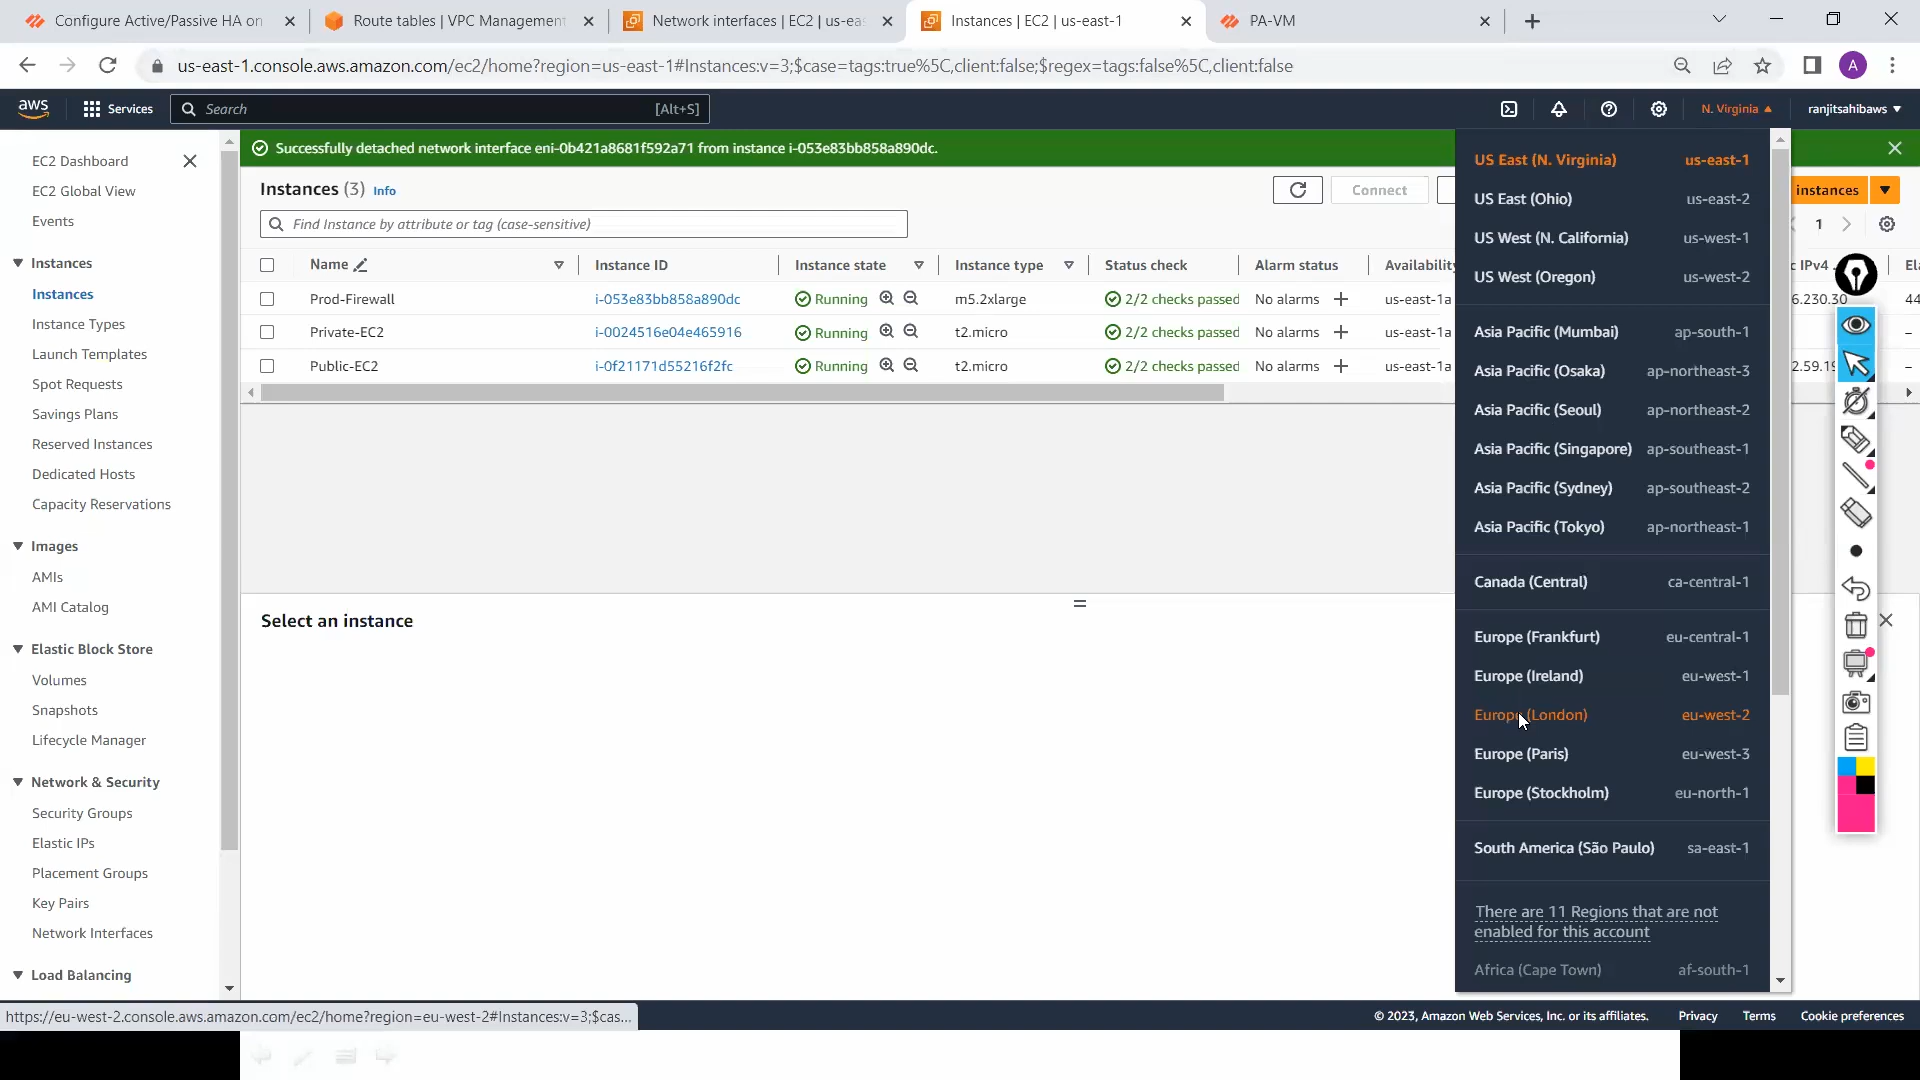 Configure Active/Passive HA on
Route tables | VPC Management
Network interfaces | EC2 | us-eas
Instances | EC2 | us-east-1
PA-VM
us-east-1.console.aws.amazon.com/ec2/home?region=us-east-1#Instances:v=3;$case=tags:true%5C,client:false;$regex=tags:false%5C,client:false
A
aws
Services
Search
[Alt+S]
N. Virginia
ranjitsahibaws
EC2 Dashboard
EC2 Global View
Events
Instances
Instances
Instance Types
Launch Templates
Spot Requests
Savings Plans
Reserved Instances
Dedicated Hosts
Capacity Reservations
Images
AMIs
AMI Catalog
Elastic Block Store
Volumes
Snapshots
Lifecycle Manager
Network & Security
Security Groups
Elastic IPs
Placement Groups
Key Pairs
Network Interfaces
Load Balancing
Successfully detached network interface eni-0b421a8681f592a71 from instance i-053e83bb858a890dc.
Instances (3) Info
Connect
instances
Find Instance by attribute or tag (case-sensitive)
1
Name Instance ID Instance state Instance type Status check Alarm status Availability c IPv4 ... Ela
Prod-Firewall i-053e83bb858a890dc Running m5.2xlarge 2/2 checks passed No alarms + us-east-1a 6.230.30 44
Private-EC2 i-0024516e04e465916 Running t2.micro 2/2 checks passed No alarms + us-east-1a –
Public-EC2 i-0f21171d55216f2fc Running t2.micro 2/2 checks passed No alarms + us-east-1a 2.59.19 –
Select an instance
US East (N. Virginia) us-east-1
US East (Ohio) us-east-2
US West (N. California) us-west-1
US West (Oregon) us-west-2
Asia Pacific (Mumbai) ap-south-1
Asia Pacific (Osaka) ap-northeast-3
Asia Pacific (Seoul) ap-northeast-2
Asia Pacific (Singapore) ap-southeast-1
Asia Pacific (Sydney) ap-southeast-2
Asia Pacific (Tokyo) ap-northeast-1
Canada (Central) ca-central-1
Europe (Frankfurt) eu-central-1
Europe (Ireland) eu-west-1
Europe (London) eu-west-2
Europe (Paris) eu-west-3
Europe (Stockholm) eu-north-1
South America (São Paulo) sa-east-1
There are 11 Regions that are not
enabled for this account
Africa (Cape Town) af-south-1
https://eu-west-2.console.aws.amazon.com/ec2/home?region=eu-west-2#Instances:v=3;$cas...
© 2023, Amazon Web Services, Inc. or its affiliates.
Privacy
Terms
Cookie preferences